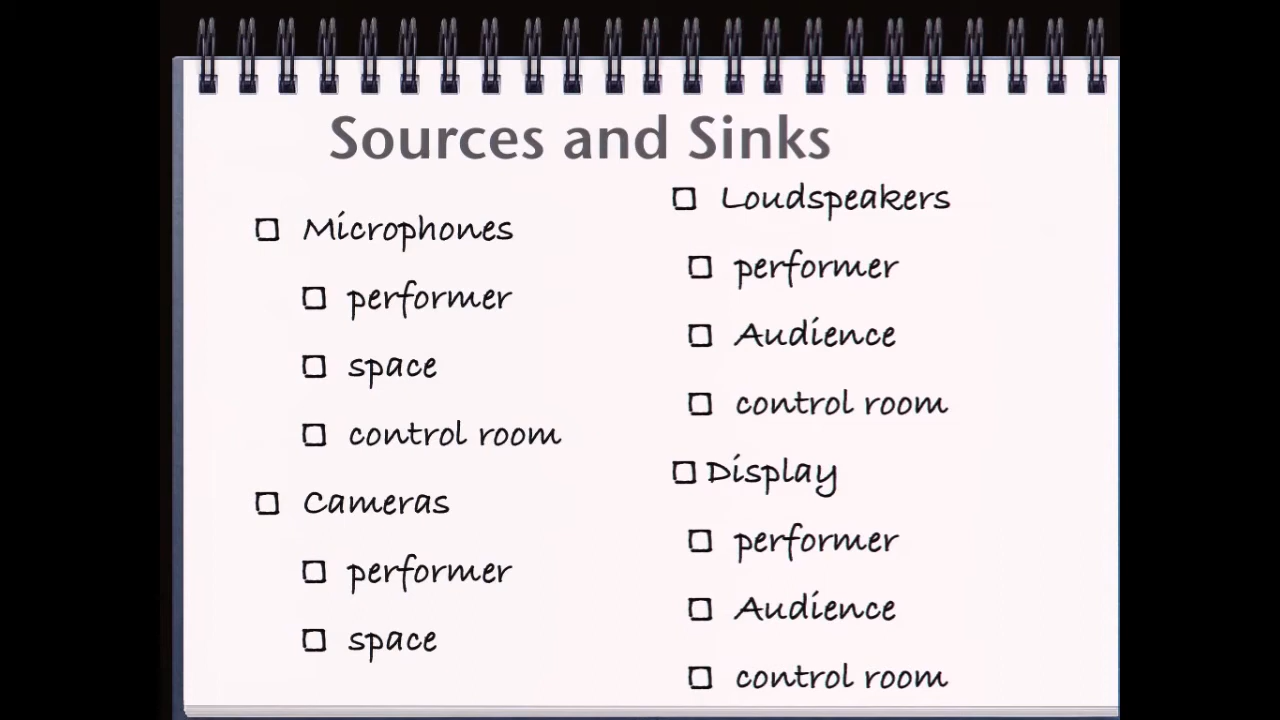 Sources and Sinks
Microphones
performer
space
control room
Cameras
performer
space
Loudspeakers
performer
Audience
control room
Display
performer
Audience
control room